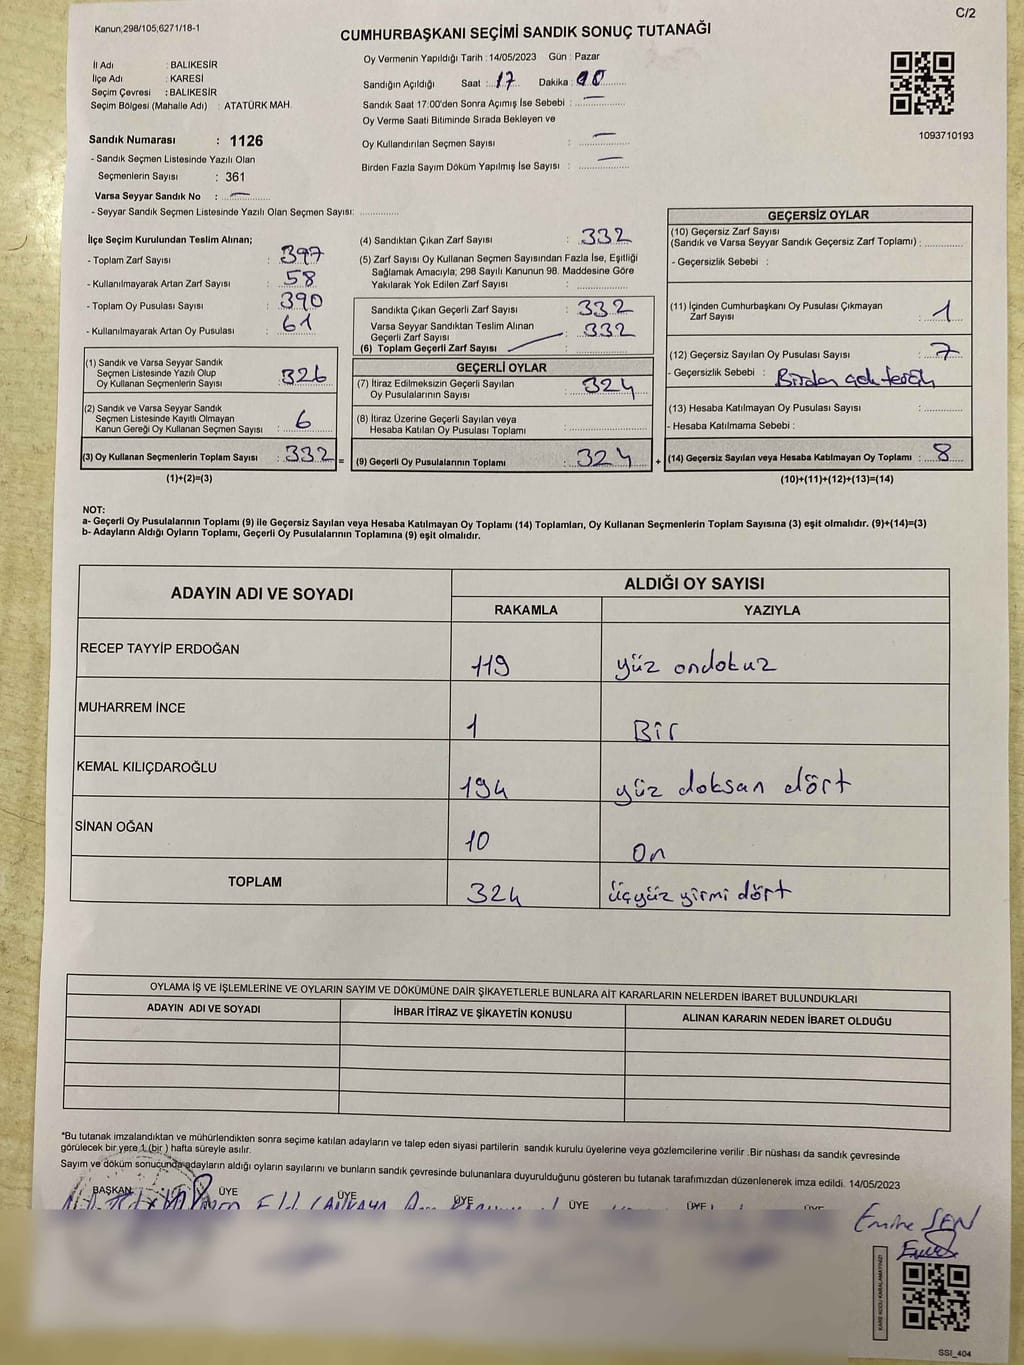 C/2
Kanun;298/105;6271/18-1
CUMHURBAŞKANI SEÇİMİ SANDIK SONUÇ TUTANAĞI
İl Adı : BALIKESİR
İlçe Adı : KARESİ
Seçim Çevresi : BALIKESİR
Seçim Bölgesi (Mahalle Adı) : ATATÜRK MAH.
Sandık Numarası : 1126
- Sandık Seçmen Listesinde Yazılı Olan
Seçmenlerin Sayısı : 361
Varsa Seyyar Sandık No : —
- Seyyar Sandık Seçmen Listesinde Yazılı Olan Seçmen Sayısı:
Oy Vermenin Yapıldığı Tarih : 14/05/2023 Gün : Pazar
Sandığın Açıldığı Saat : 17 Dakika : 00
Sandık Saat 17:00'den Sonra Açımış İse Sebebi : —
Oy Verme Saati Bitiminde Sırada Bekleyen ve
Oy Kullandırılan Seçmen Sayısı : —
Birden Fazla Sayım Döküm Yapılmış İse Sayısı : —
1093710193
İlçe Seçim Kurulundan Teslim Alınan;
- Toplam Zarf Sayısı : 397
- Kullanılmayarak Artan Zarf Sayısı : 58
- Toplam Oy Pusulası Sayısı : 390
- Kullanılmayarak Artan Oy Pusulası : 61
(1) Sandık ve Varsa Seyyar Sandık
Seçmen Listesinde Yazılı Olup
Oy Kullanan Seçmenlerin Sayısı : 326
(2) Sandık ve Varsa Seyyar Sandık
Seçmen Listesinde Kayıtlı Olmayan
Kanun Gereği Oy Kullanan Seçmen Sayısı : 6
(3) Oy Kullanan Seçmenlerin Toplam Sayısı : 332 =
(1)+(2)=(3)
(4) Sandıktan Çıkan Zarf Sayısı : 332
(5) Zarf Sayısı Oy Kullanan Seçmen Sayısından Fazla İse, Eşitliği
Sağlamak Amacıyla; 298 Sayılı Kanunun 98. Maddesine Göre
Yakılarak Yok Edilen Zarf Sayısı :
Sandıkta Çıkan Geçerli Zarf Sayısı : 332
Varsa Seyyar Sandıktan Teslim Alınan
Geçerli Zarf Sayısı : 332
(6) Toplam Geçerli Zarf Sayısı :
GEÇERLİ OYLAR
(7) İtiraz Edilmeksizin Geçerli Sayılan
Oy Pusulalarının Sayısı : 324
(8) İtiraz Üzerine Geçerli Sayılan veya
Hesaba Katılan Oy Pusulası Toplamı :
(9) Geçerli Oy Pusulalarının Toplamı : 324 +
GEÇERSİZ OYLAR
(10) Geçersiz Zarf Sayısı
(Sandık ve Varsa Seyyar Sandık Geçersiz Zarf Toplamı) :
- Geçersizlik Sebebi :
(11) İçinden Cumhurbaşkanı Oy Pusulası Çıkmayan
Zarf Sayısı : 1
(12) Geçersiz Sayılan Oy Pusulası Sayısı : 7
- Geçersizlik Sebebi : Birden çok tercih
(13) Hesaba Katılmayan Oy Pusulası Sayısı :
- Hesaba Katılmama Sebebi :
(14) Geçersiz Sayılan veya Hesaba Katılmayan Oy Toplamı : 8
(10)+(11)+(12)+(13)=(14)
NOT:
a- Geçerli Oy Pusulalarının Toplamı (9) ile Geçersiz Sayılan veya Hesaba Katılmayan Oy Toplamı (14) Toplamları, Oy Kullanan Seçmenlerin Toplam Sayısına (3) eşit olmalıdır. (9)+(14)=(3)
b- Adayların Aldığı Oyların Toplamı, Geçerli Oy Pusulalarının Toplamına (9) eşit olmalıdır.
ADAYIN ADI VE SOYADI ALDIĞI OY SAYISI
RAKAMLA YAZIYLA
RECEP TAYYİP ERDOĞAN 119 yüz ondokuz
MUHARREM İNCE 1 Bir
KEMAL KILIÇDAROĞLU 194 yüz doksan dört
SİNAN OĞAN 10 On
TOPLAM 324 üçyüz yirmi dört
OYLAMA İŞ VE İŞLEMLERİNE VE OYLARIN SAYIM VE DÖKÜMÜNE DAİR ŞİKAYETLERLE BUNLARA AİT KARARLARIN NELERDEN İBARET BULUNDUKLARI
ADAYIN ADI VE SOYADI İHBAR İTİRAZ VE ŞİKAYETİN KONUSU ALINAN KARARIN NEDEN İBARET OLDUĞU
*Bu tutanak imzalandıktan ve mühürlendikten sonra seçime katılan adayların ve talep eden siyasi partilerin sandık kurulu üyelerine veya gözlemcilerine verilir .Bir nüshası da sandık çevresinde
görülecek bir yere 1 (bir ) hafta süreyle asılır.
Sayım ve döküm sonucunda adayların aldığı oyların sayılarını ve bunların sandık çevresinde bulunanlara duyurulduğunu gösteren bu tutanak tarafımızdan düzenlenerek imza edildi. 14/05/2023
BAŞKAN ÜYE ÜYE ÜYE ÜYE ÜYE ÜYE
Emine ŞEN
KARE KODU KARALAMAYINIZ!
SSI_404